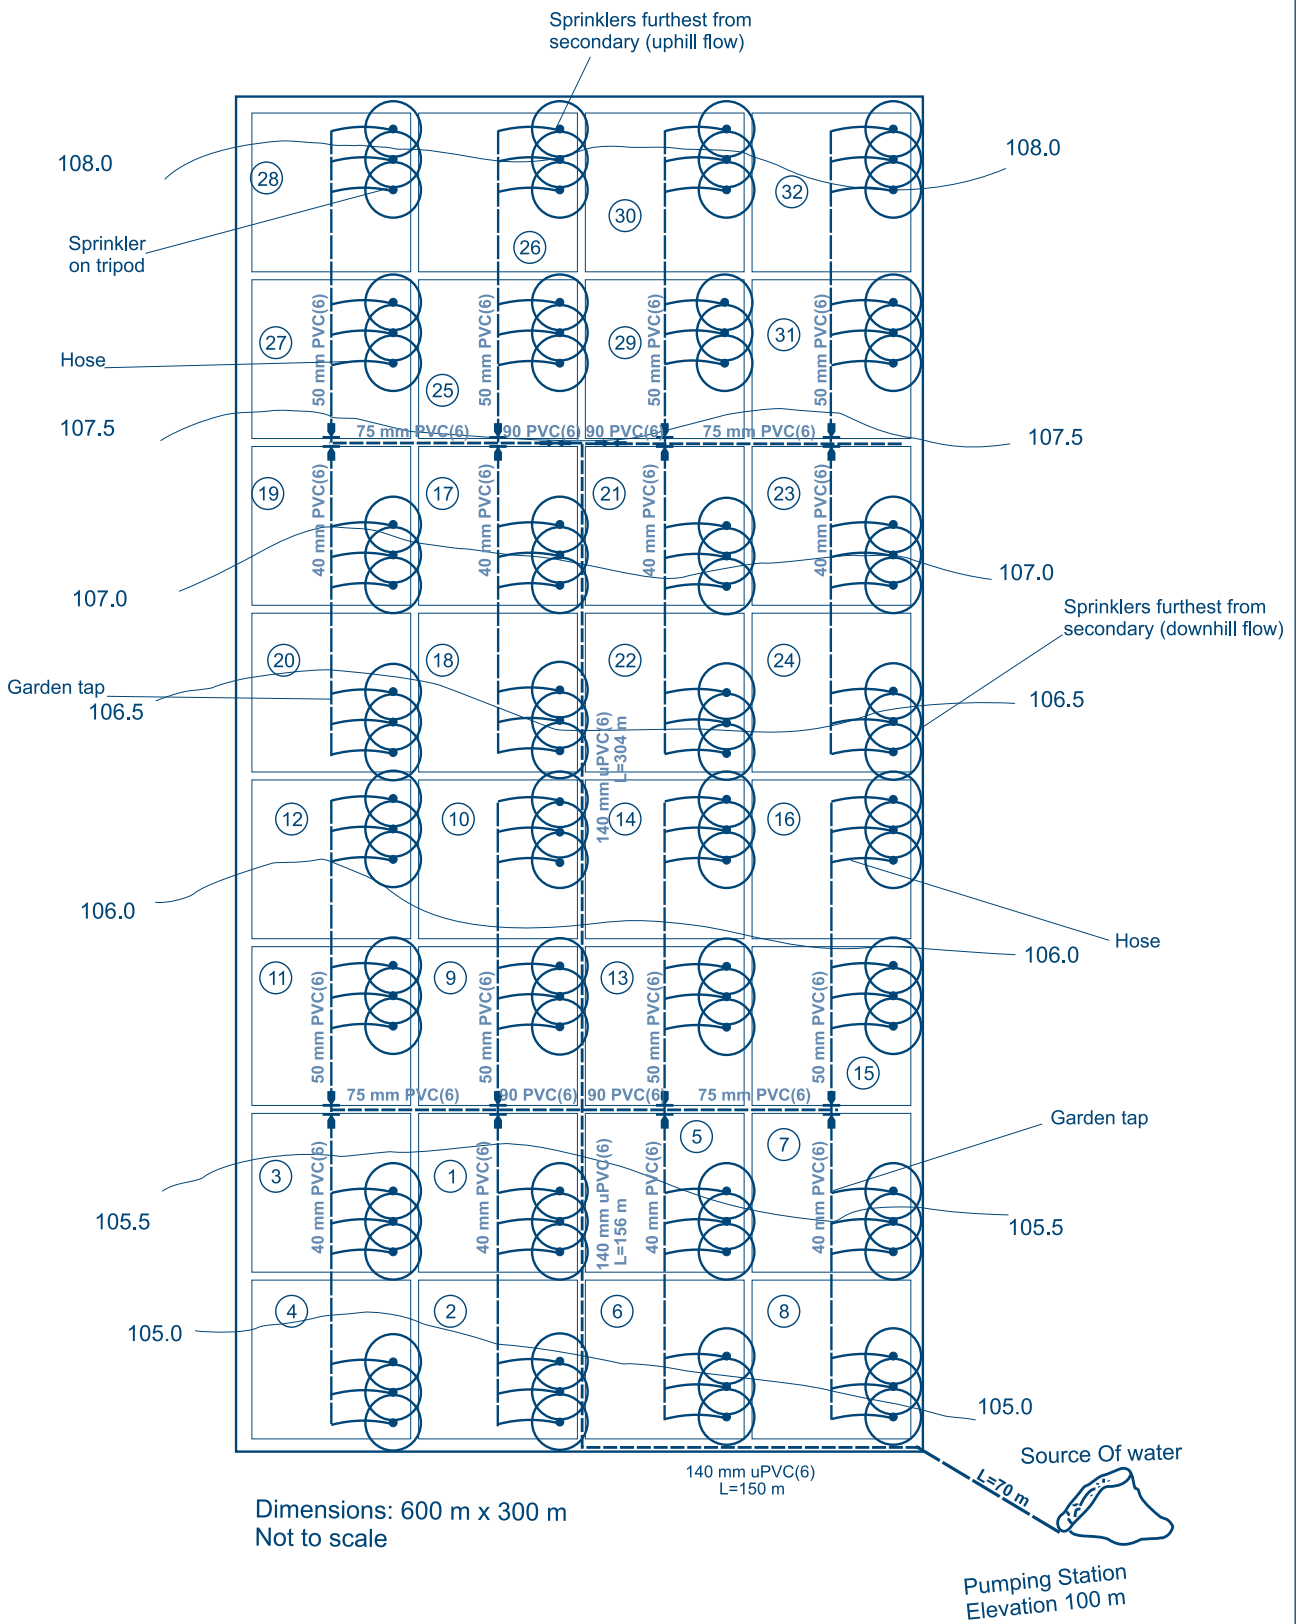 Sprinklers furthest from
secondary (uphill flow)
108.0
108.0
28
32
30
26
Sprinkler
on tripod
27
25
29
31
50 mm PVC(6)
50 mm PVC(6)
50 mm PVC(6)
50 mm PVC(6)
Hose
107.5
107.5
75 mm PVC(6)
90 PVC(6)
90 PVC(6)
75 mm PVC(6)
19
17
21
23
40 mm PVC(6)
40 mm PVC(6)
40 mm PVC(6)
40 mm PVC(6)
107.0
107.0
Sprinklers furthest from
secondary (downhill flow)
20
18
22
24
Garden tap
106.5
106.5
140 mm uPVC(6)
L=304 m
12
10
14
16
106.0
106.0
Hose
11
9
13
15
50 mm PVC(6)
50 mm PVC(6)
50 mm PVC(6)
50 mm PVC(6)
75 mm PVC(6)
90 PVC(6)
90 PVC(6)
75 mm PVC(6)
Garden tap
3
1
5
7
40 mm PVC(6)
40 mm PVC(6)
140 mm uPVC(6)
L=156 m
40 mm PVC(6)
40 mm PVC(6)
105.5
105.5
4
2
6
8
105.0
105.0
Source Of water
140 mm uPVC(6)
L=150 m
L=70 m
Dimensions: 600 m x 300 m
Not to scale
Pumping Station
Elevation 100 m